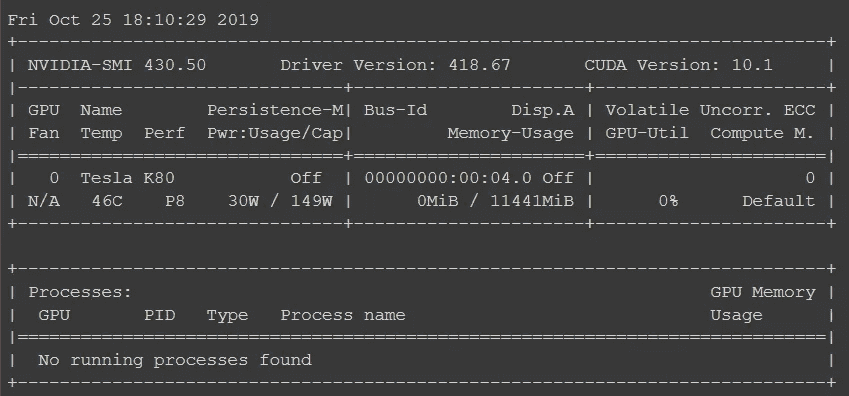 Fri Oct 25 18:10:29 2019
+-----------------------------------------------------------------------------+
| NVIDIA-SMI 430.50       Driver Version: 418.67       CUDA Version: 10.1     |
|-------------------------------+----------------------+----------------------+
| GPU  Name        Persistence-M| Bus-Id        Disp.A | Volatile Uncorr. ECC |
| Fan  Temp  Perf  Pwr:Usage/Cap|         Memory-Usage | GPU-Util  Compute M. |
|===============================+======================+======================|
|   0  Tesla K80           Off  | 00000000:00:04.0 Off |                    0 |
| N/A   46C    P8    30W / 149W |      0MiB / 11441MiB |      0%      Default |
+-------------------------------+----------------------+----------------------+

+-----------------------------------------------------------------------------+
| Processes:                                                       GPU Memory |
|  GPU       PID   Type   Process name                             Usage      |
|=============================================================================|
|  No running processes found                                                 |
+-----------------------------------------------------------------------------+